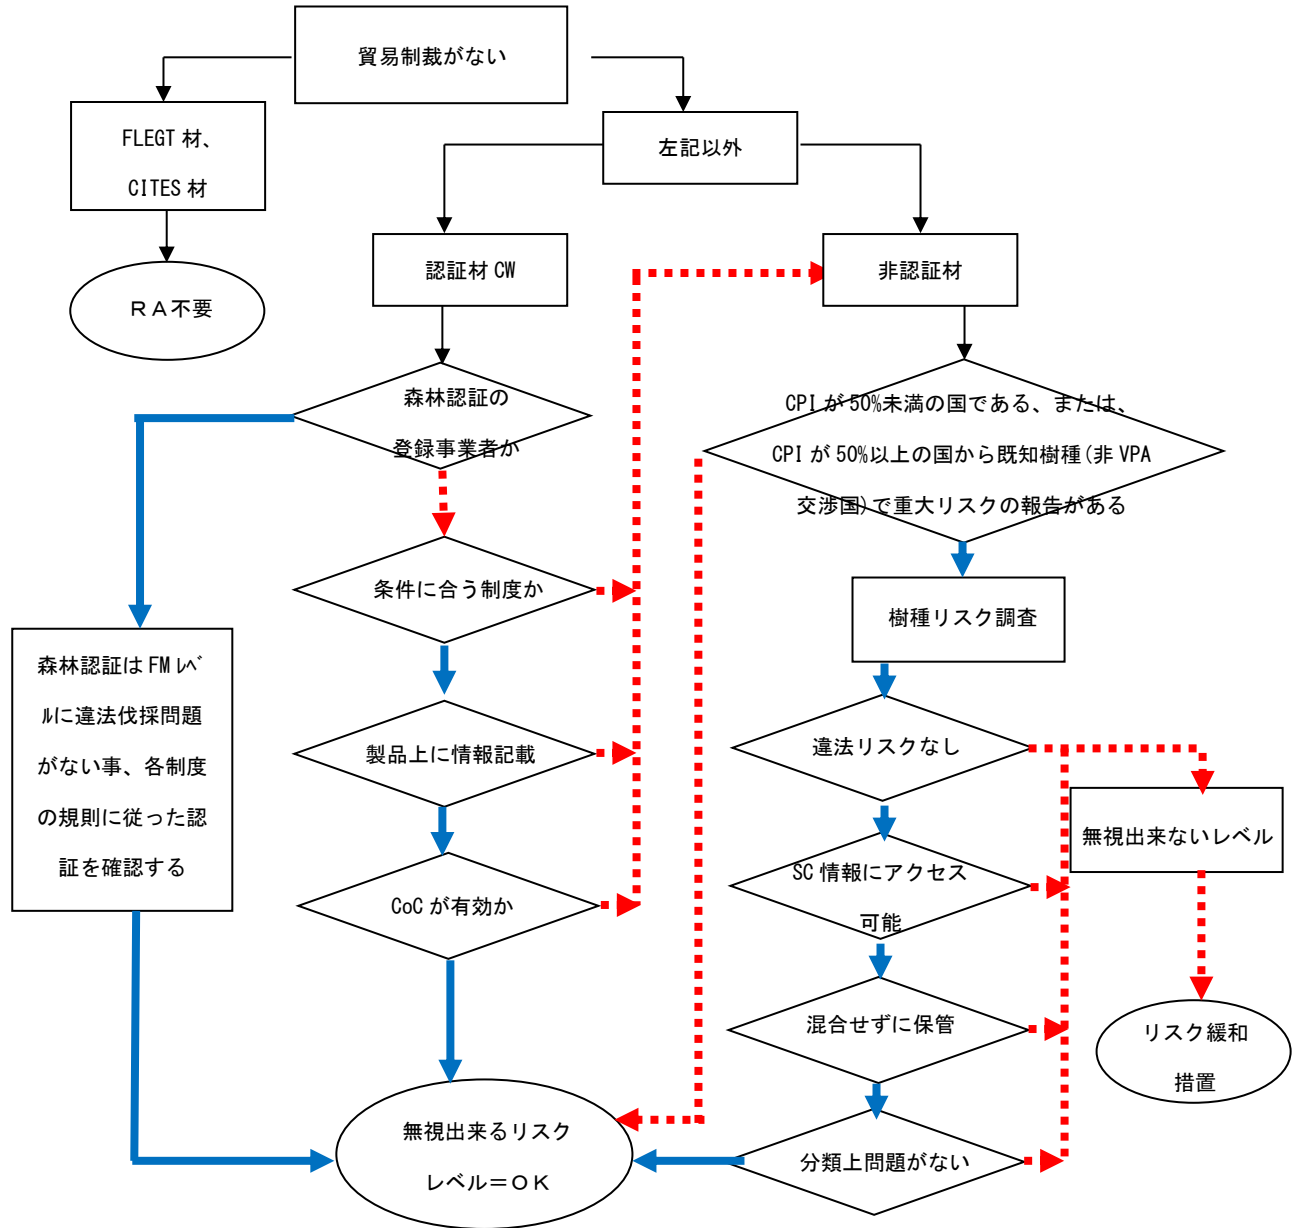 貿易制裁がない
FLEGT 材、
CITES 材
左記以外
RA不要
認証材 CW
非認証材
森林認証の
登録事業者か
CPI が 50%未満の国である、または、
CPI が 50%以上の国から既知樹種(非 VPA
交渉国)で重大リスクの報告がある
条件に合う制度か
樹種リスク調査
森林認証は FM ﾚﾍﾞ
ﾙに違法伐採問題
がない事、各制度
の規則に従った認
証を確認する
製品上に情報記載
違法リスクなし
無視出来ないレベル
CoC が有効か
SC 情報にアクセス
可能
混合せずに保管
リスク緩和
措置
無視出来るリスク
レベル=OK
分類上問題がない